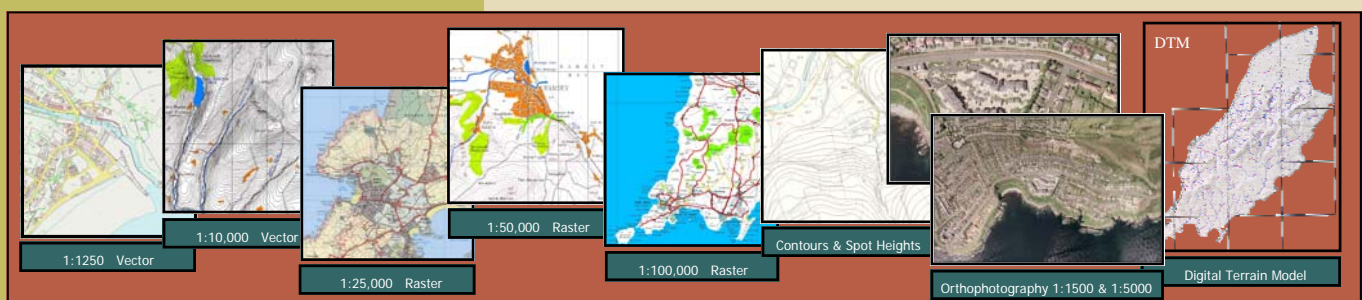 DTM
1:1250 Vector
1:10,000 Vector
1:25,000 Raster
1:50,000 Raster
1:100,000 Raster
Contours & Spot Heights
Orthophotography 1:1500 & 1:5000
Digital Terrain Model